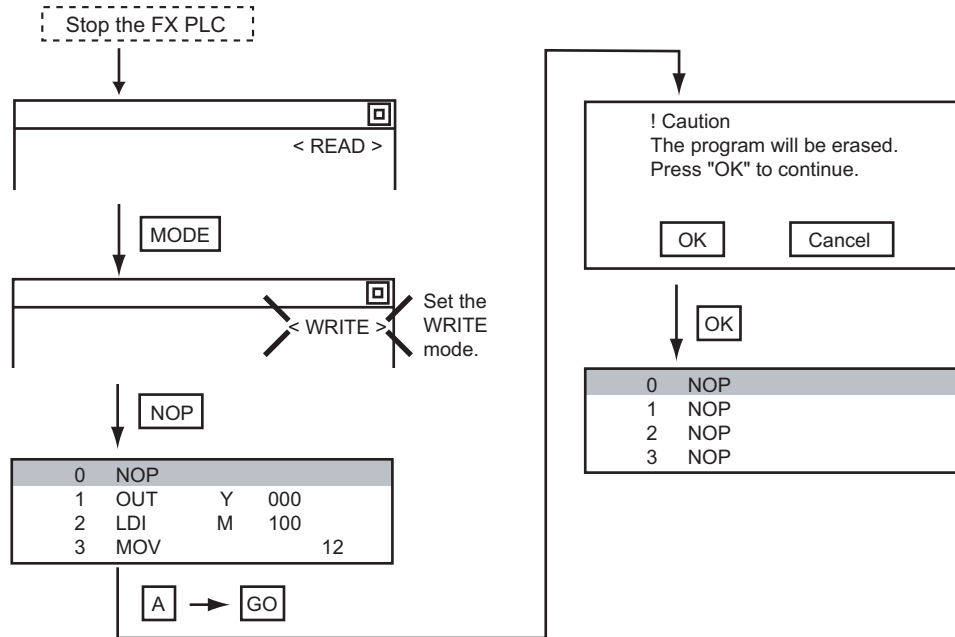 Stop the FX PLC
< READ >
MODE
< WRITE >
Set the
WRITE
mode.
NOP
0 NOP
1 OUT Y 000
2 LDI M 100
3 MOV 12
A GO
! Caution
The program will be erased.
Press "OK" to continue.
OK Cancel
OK
0 NOP
1 NOP
2 NOP
3 NOP